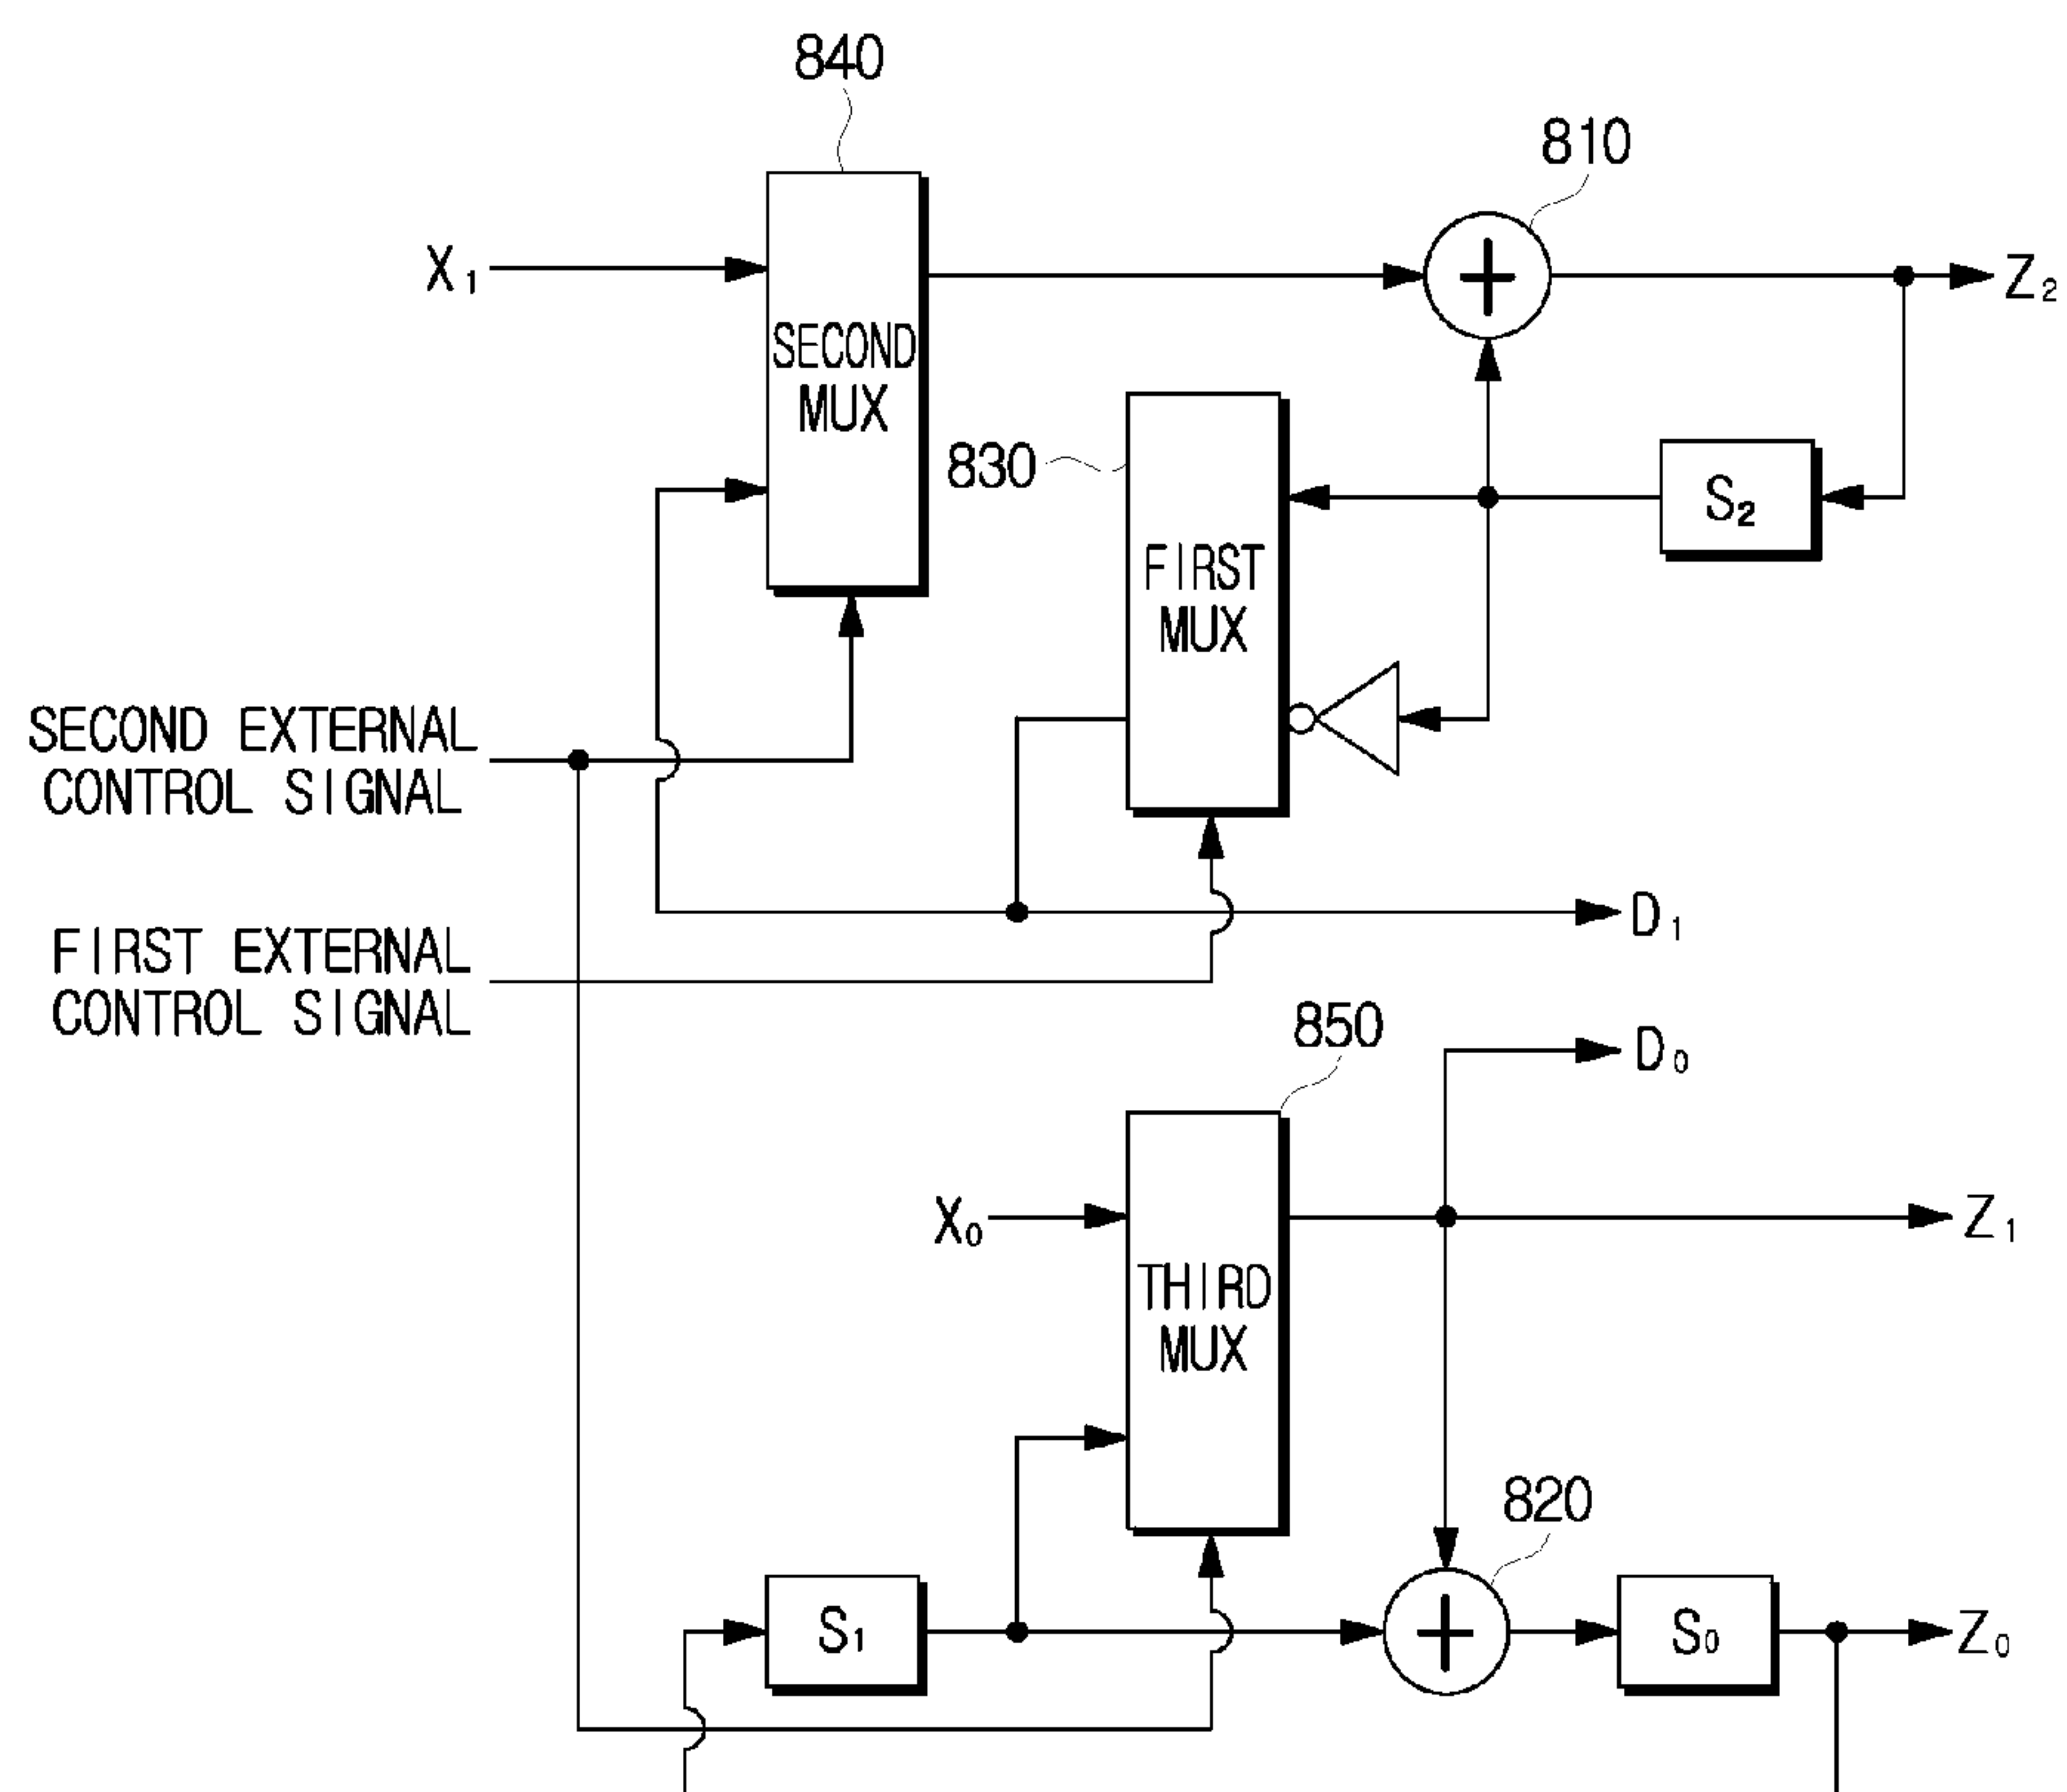 840
810
X₁
Z₂
SECOND
MUX
830
S₂
FIRST
MUX
SECOND EXTERNAL
CONTROL SIGNAL
D₁
FIRST EXTERNAL
CONTROL SIGNAL
850
D₀
X₀
Z₁
THIRD
MUX
820
S₁
S₀
Z₀